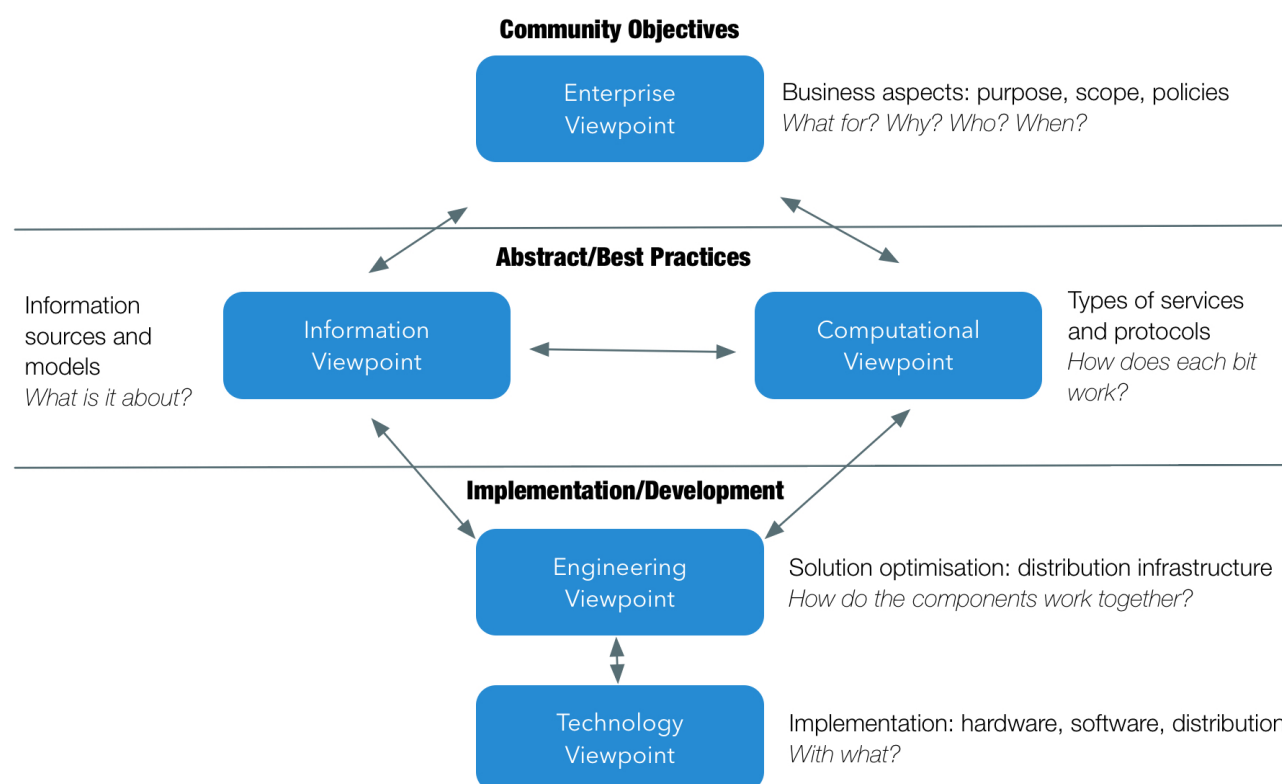 Community Objectives
Enterprise
Viewpoint
Business aspects: purpose, scope, policies
What for? Why? Who? When?
Abstract/Best Practices
Information
sources and
models
What is it about?
Information
Viewpoint
Computational
Viewpoint
Types of services
and protocols
How does each bit
work?
Implementation/Development
Engineering
Viewpoint
Solution optimisation: distribution infrastructure
How do the components work together?
Technology
Viewpoint
Implementation: hardware, software, distribution
With what?